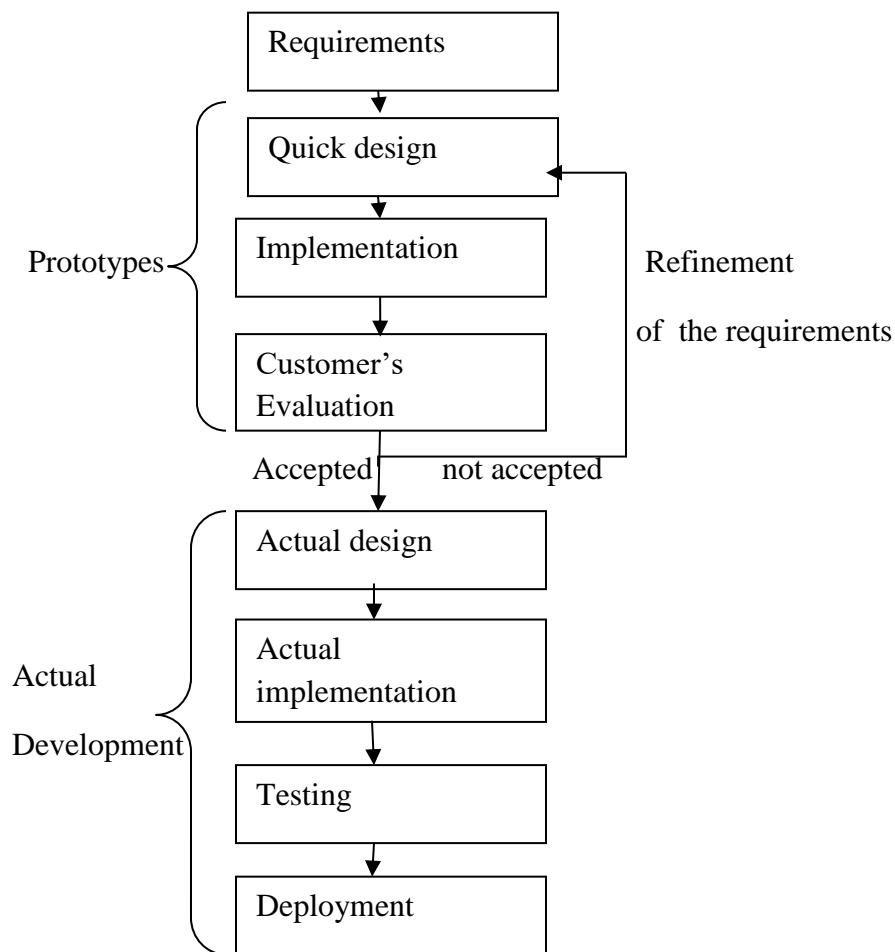 Requirements
Quick design
Implementation
Prototypes
Refinement
of the requirements
Customer’s
Evaluation
Accepted
not accepted
Actual design
Actual
implementation
Actual
Development
Testing
Deployment